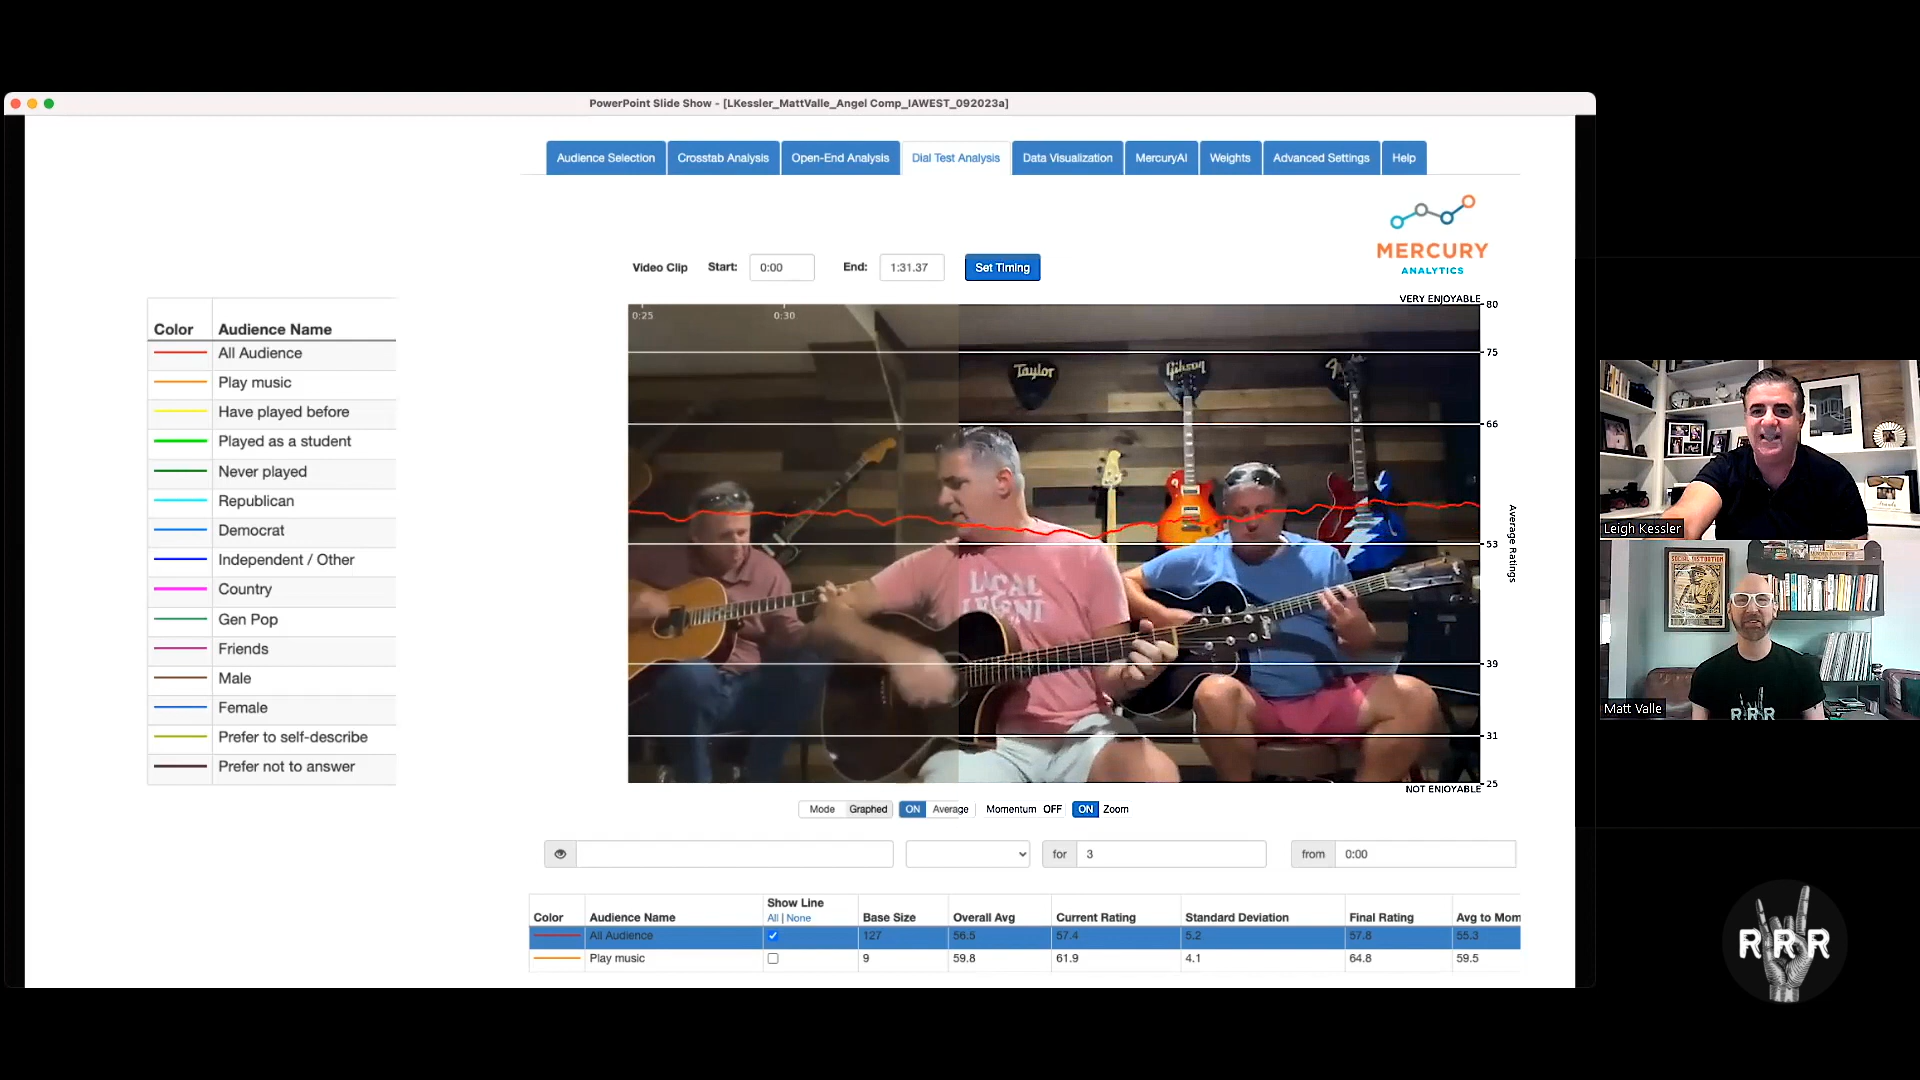 PowerPoint Slide Show - [LKessler_MattValle_Angel Comp_IAWEST_092023a]
Audience Selection Crosstab Analysis Open-End Analysis Dial Test Analysis Data Visualization MercuryAI Weights Advanced Settings Help
MERCURY
ANALYTICS
Video Clip Start: 0:00 End: 1:31.37 Set Timing
Color Audience Name
All Audience
Play music
Have played before
Played as a student
Never played
Republican
Democrat
Independent / Other
Country
Gen Pop
Friends
Male
Female
Prefer to self-describe
Prefer not to answer
VERY ENJOYABLE
80
0:25 0:30
75
Taylor Gibson
66
53
39
31
25
NOT ENJOYABLE
Average Ratings
LOCAL
Mode Graphed ON Average Momentum OFF ON Zoom
for 3 from 0:00
Color Audience Name Show Line All | None Base Size Overall Avg Current Rating Standard Deviation Final Rating Avg to Mom
All Audience 127 56.5 57.4 5.2 57.8 55.3
Play music 9 59.8 61.9 4.1 64.8 59.5
Leigh Kessler
SOCIAL DISTORTION
RRR
Matt Valle
RRR